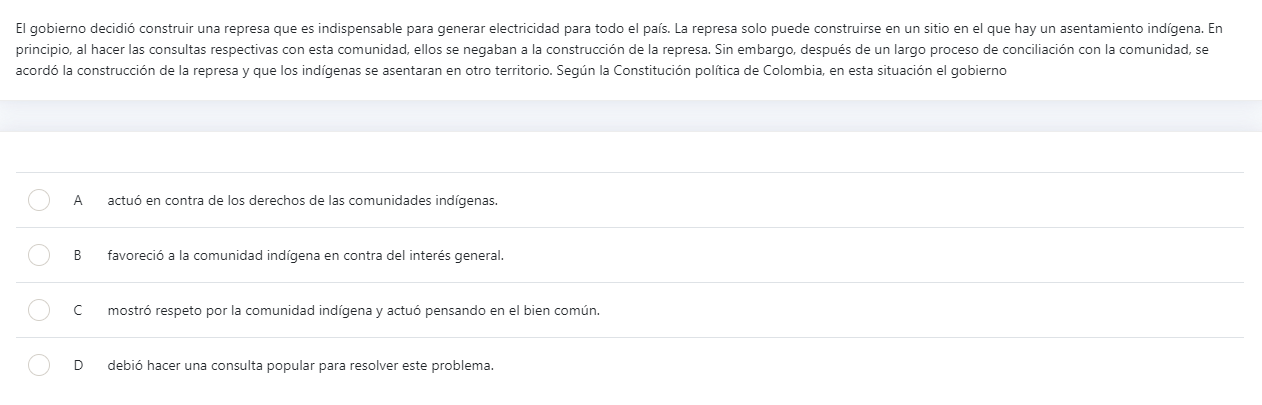 El gobierno decidió construir una represa que es indispensable para generar electricidad para todo el país. La represa solo puede construirse en un sitio en el que hay un asentamiento indígena. En
principio, al hacer las consultas respectivas con esta comunidad, ellos se negaban a la construcción de la represa. Sin embargo, después de un largo proceso de conciliación con la comunidad, se
acordó la construcción de la represa y que los indígenas se asentaran en otro territorio. Según la Constitución política de Colombia, en esta situación el gobierno
A actuó en contra de los derechos de las comunidades indígenas.
B favoreció a la comunidad indígena en contra del interés general.
C mostró respeto por la comunidad indígena y actuó pensando en el bien común.
D debió hacer una consulta popular para resolver este problema.